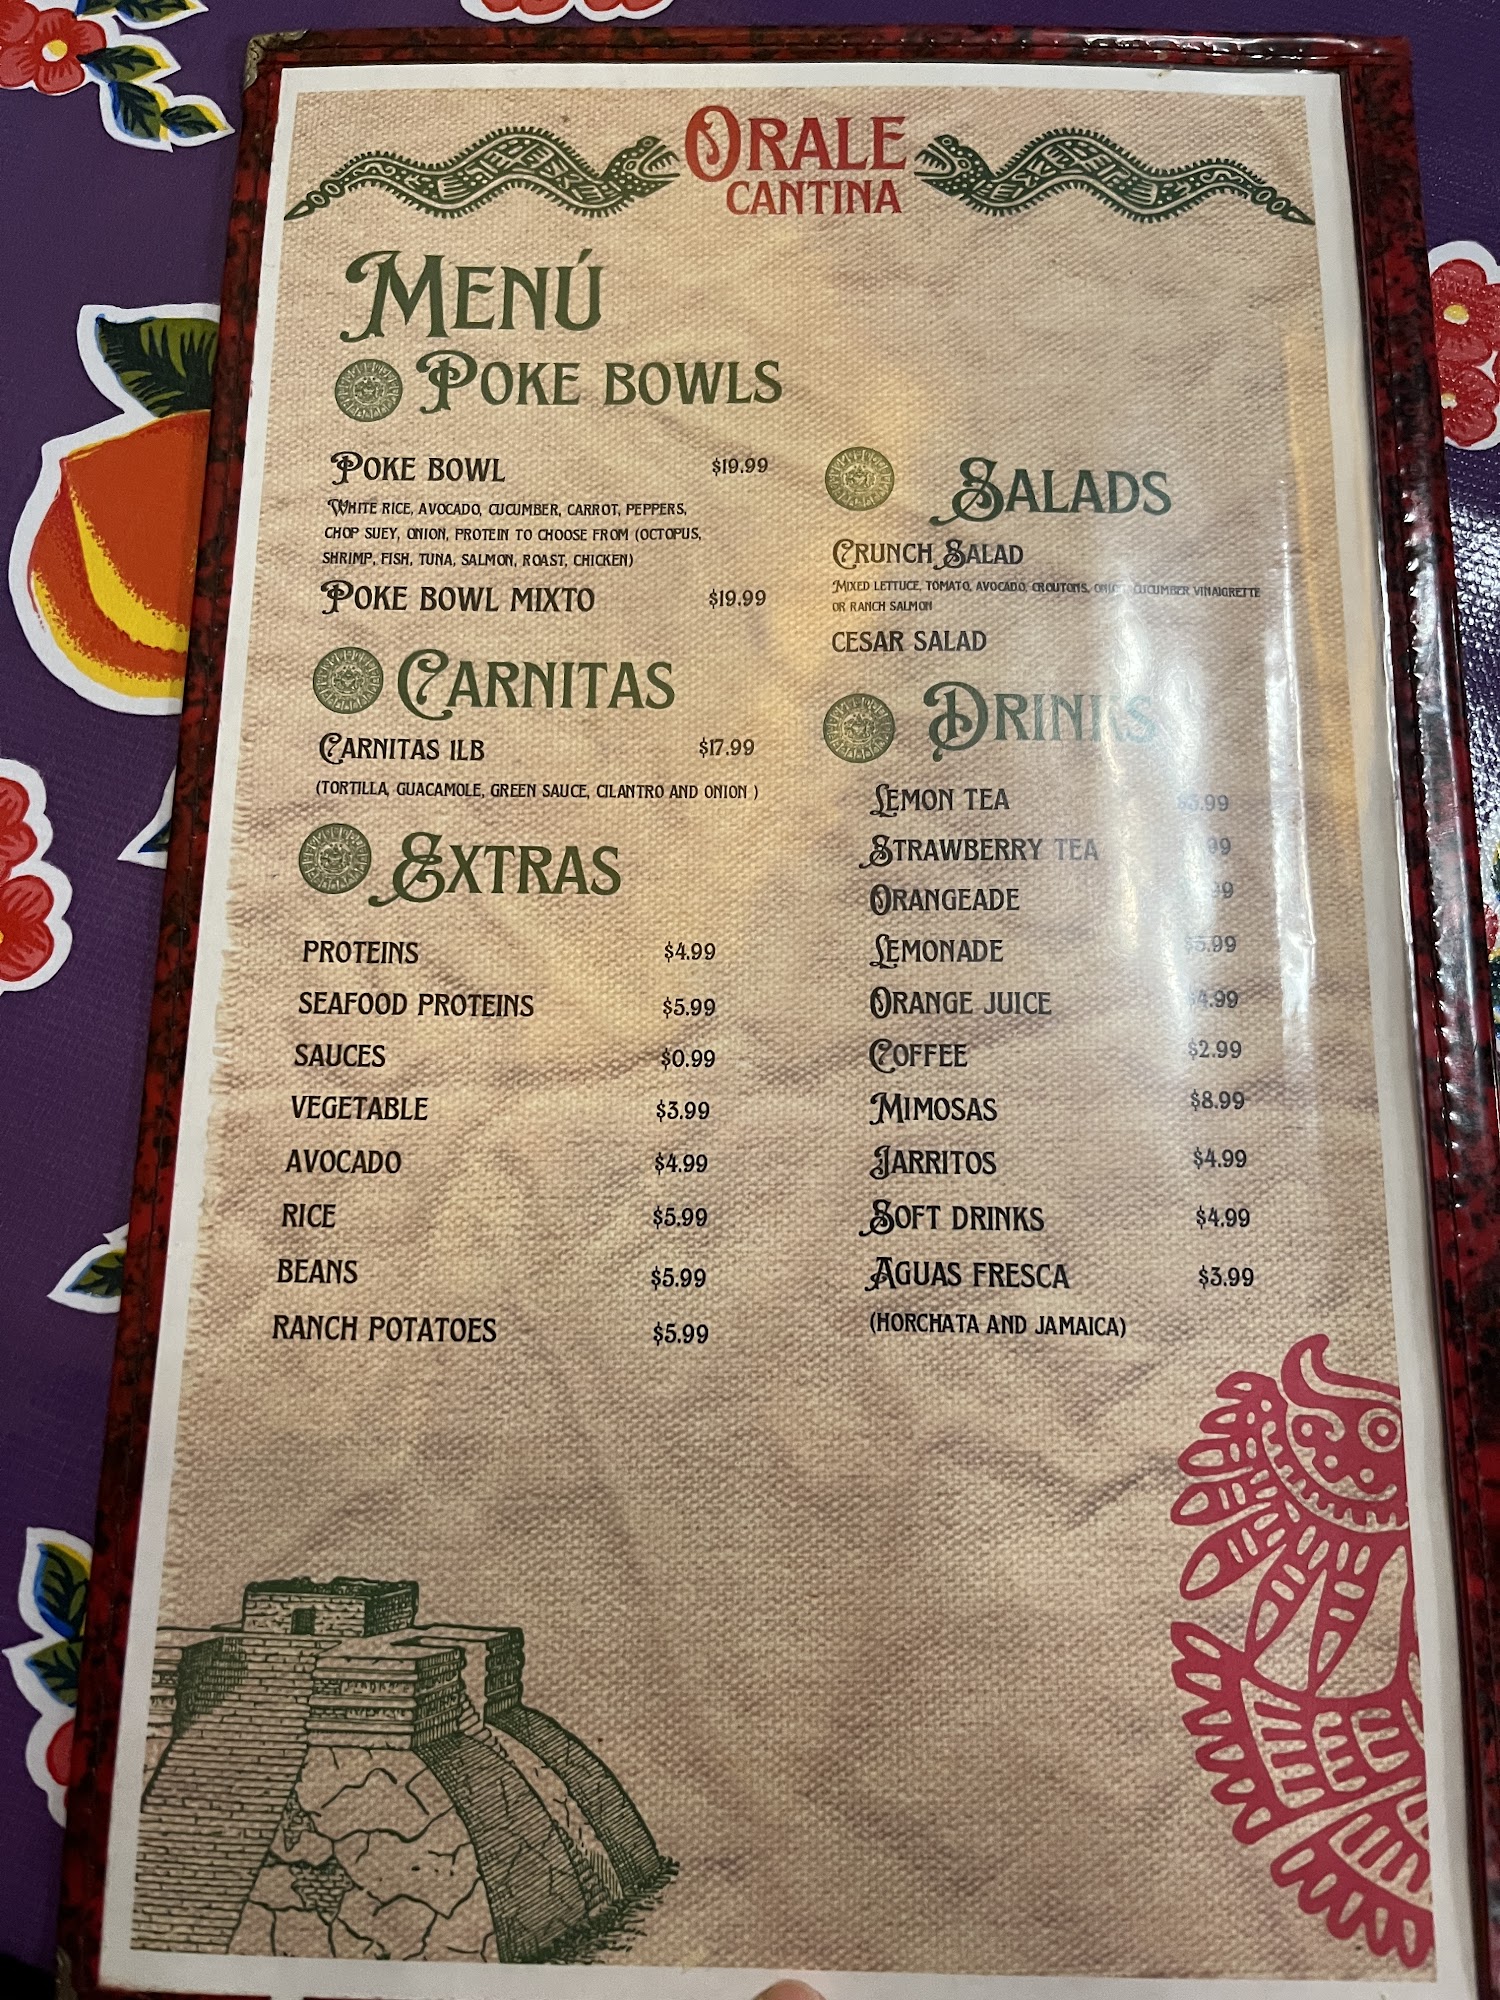 ORALE
CANTINA
MENÚ
POKE BOWLS
POKE BOWL $19.99
WHITE RICE, AVOCADO, CUCUMBER, CARROT, PEPPERS,
CHOP SUEY, ONION, PROTEIN TO CHOOSE FROM (OCTOPUS,
SHRIMP, FISH, TUNA, SALMON, ROAST, CHICKEN)
POKE BOWL MIXTO $19.99
CARNITAS
CARNITAS 1LB $17.99
(TORTILLA, GUACAMOLE, GREEN SAUCE, CILANTRO AND ONION )
EXTRAS
PROTEINS $4.99
SEAFOOD PROTEINS $5.99
SAUCES $0.99
VEGETABLE $3.99
AVOCADO $4.99
RICE $5.99
BEANS $5.99
RANCH POTATOES $5.99
SALADS
CRUNCH SALAD
MIXED LETTUCE, TOMATO, AVOCADO, CROUTONS, CUCUMBER VINAIGRETTE
OR RANCH SALMON
CESAR SALAD
DRINKS
LEMON TEA
STRAWBERRY TEA
ORANGEADE
LEMONADE
ORANGE JUICE $4.99
COFFEE $2.99
MIMOSAS $8.99
JARRITOS $4.99
SOFT DRINKS $4.99
AGUAS FRESCA $3.99
(HORCHATA AND JAMAICA)